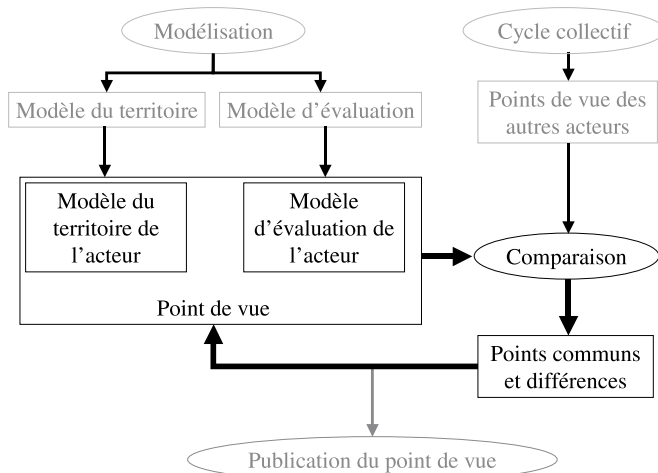 Modélisation
Cycle collectif
Modèle du territoire
Modèle d'évaluation
Points de vue des
autres acteurs
Modèle du
territoire de
l'acteur
Modèle
d'évaluation de
l'acteur
Point de vue
Comparaison
Points communs
et différences
Publication du point de vue